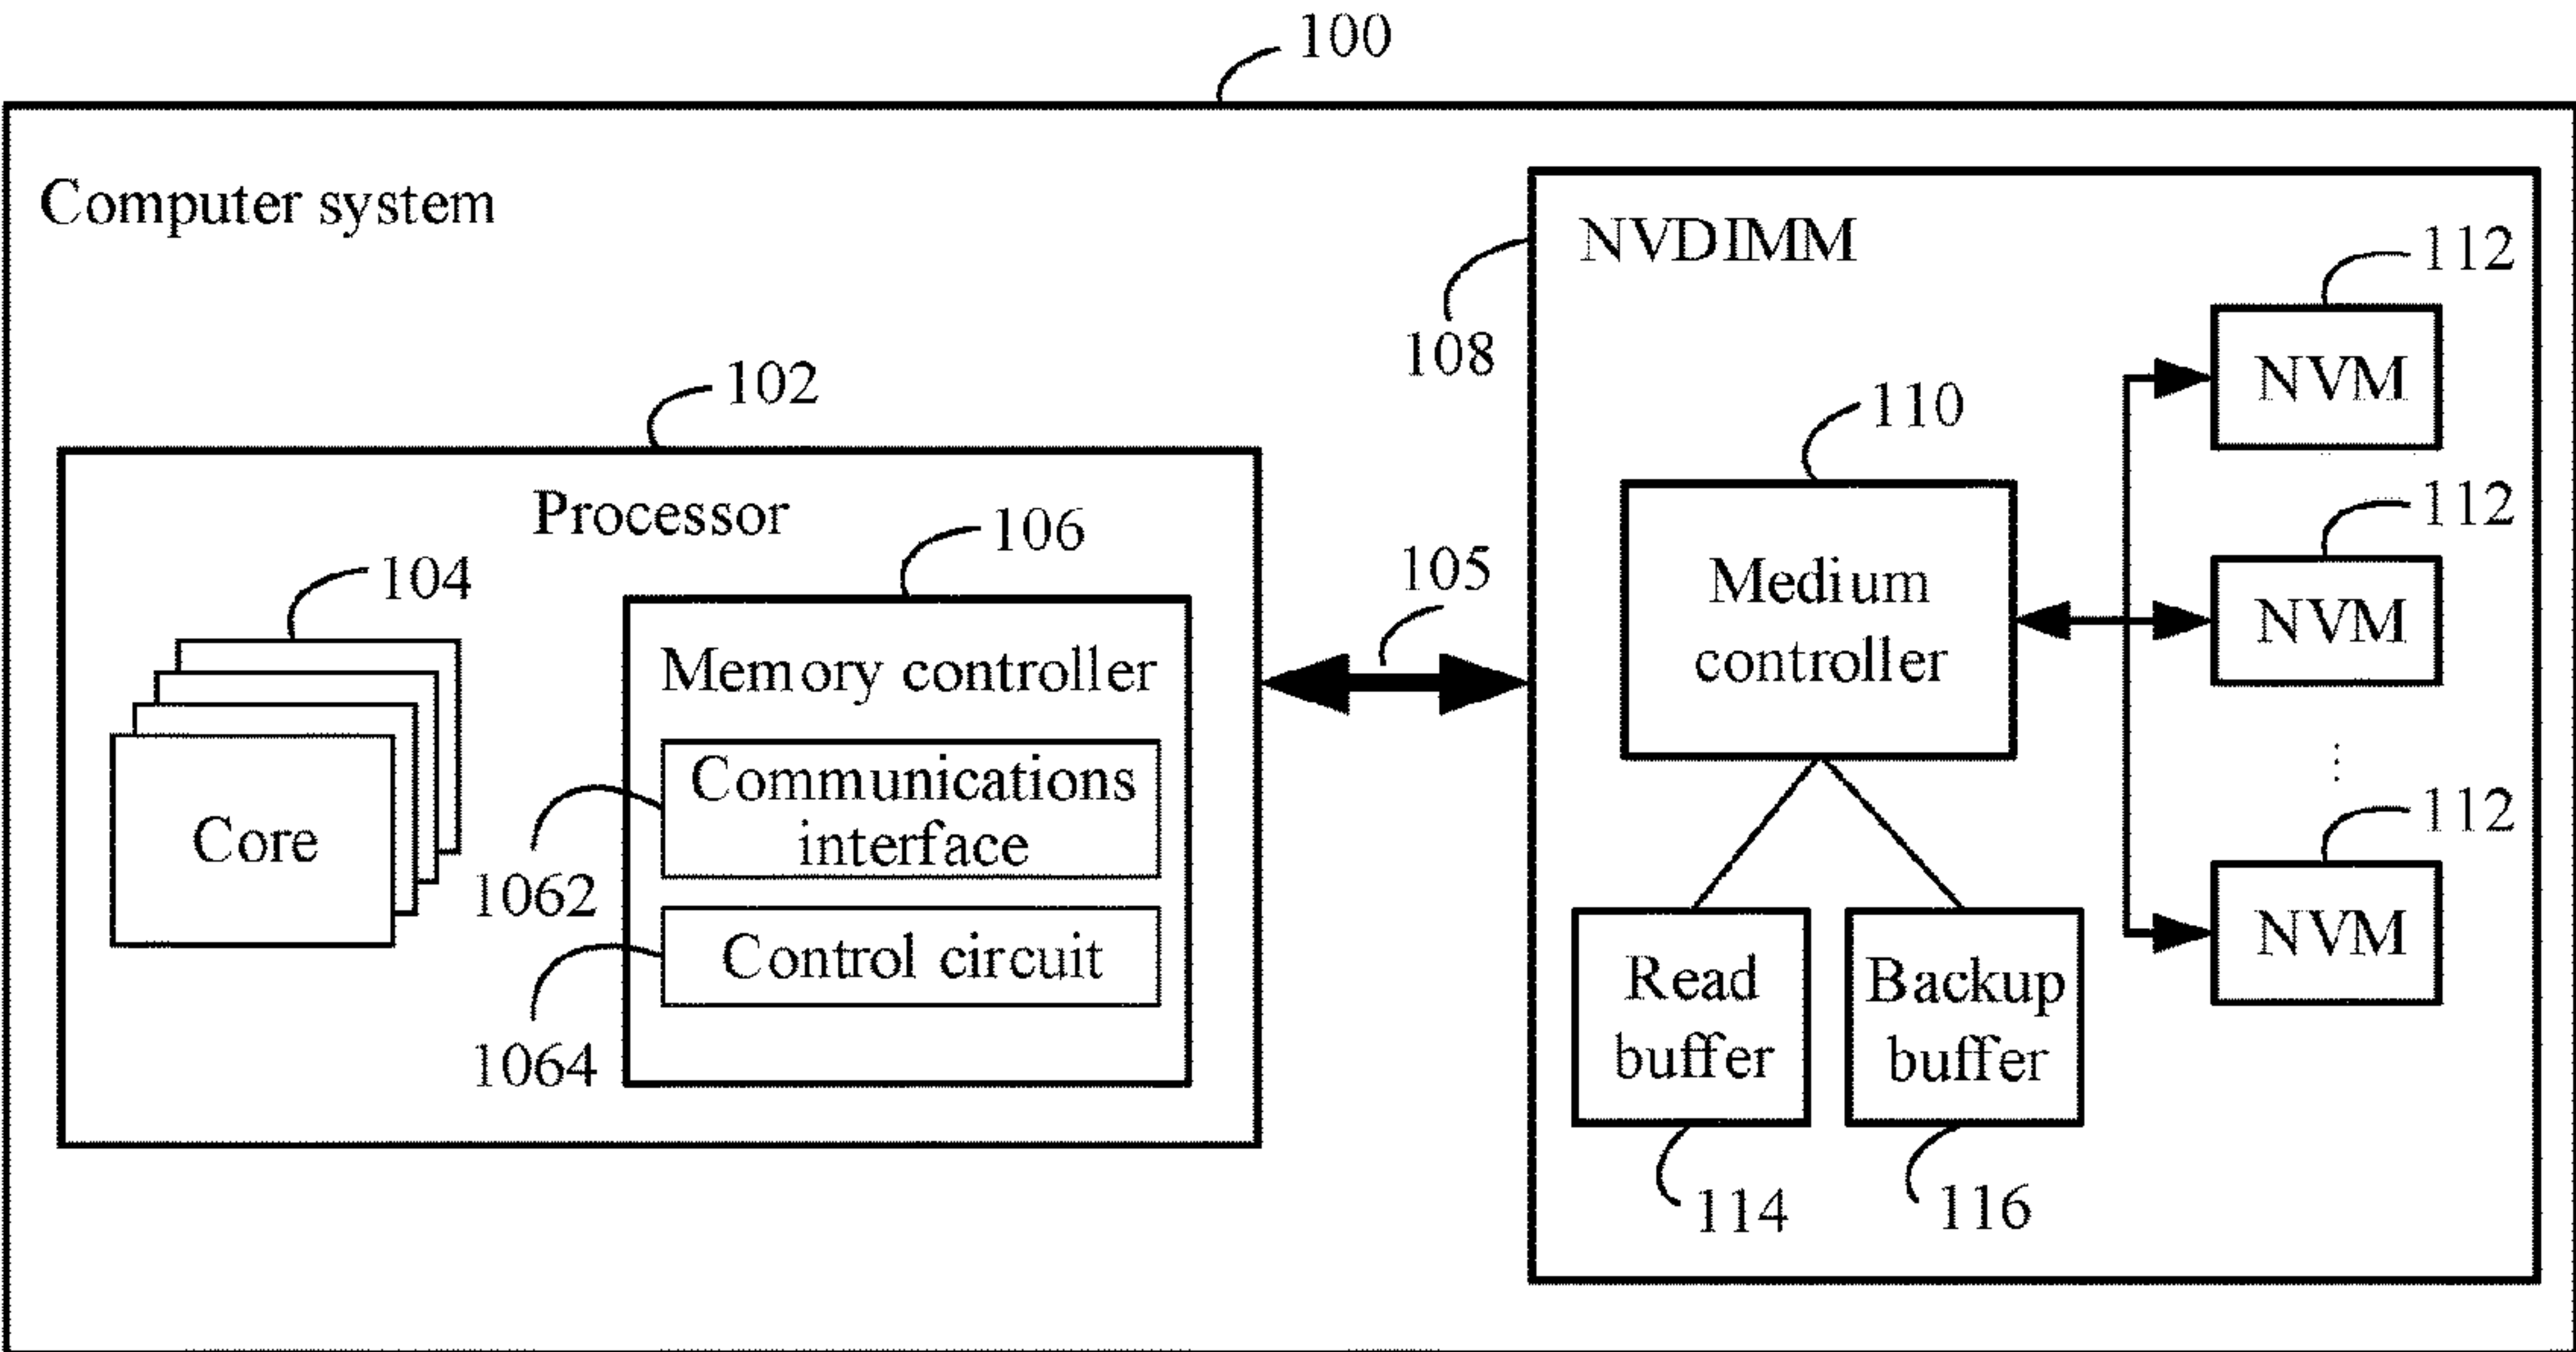 100
Computer system
NVDIMM
112
108
NVM
102
110
Processor
106
112
104
105
Medium
controller
NVM
Memory controller
Communications
interface
112
Core
1062
Control circuit
NVM
Read
buffer
Backup
buffer
1064
114
116